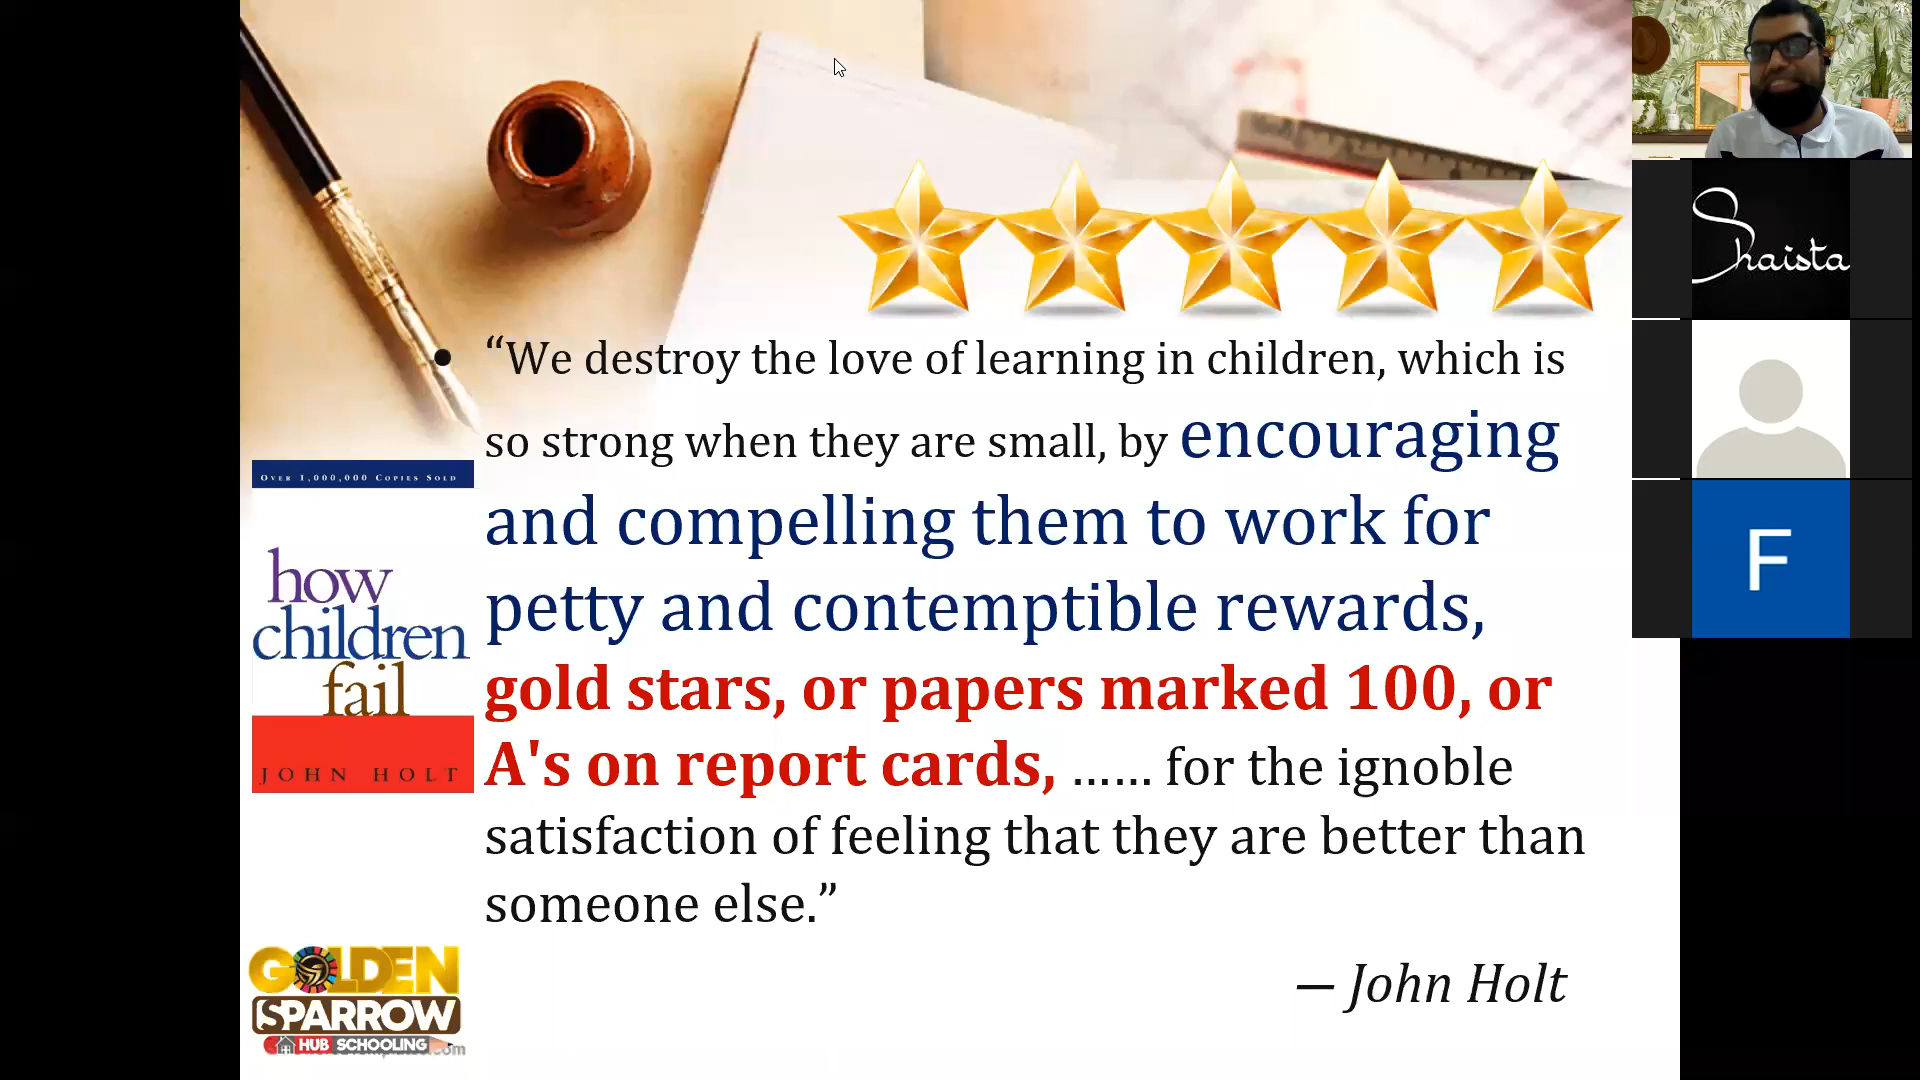 “We destroy the love of learning in children, which is
so strong when they are small, by encouraging
and compelling them to work for
petty and contemptible rewards,
gold stars, or papers marked 100, or
A's on report cards, ...... for the ignoble
satisfaction of feeling that they are better than
someone else.”
— John Holt
OVER 1,000,000 COPIES SOLD
how
children
fail
JOHN HOLT
GOLDEN
SPARROW
HUB SCHOOLING
Shaista
F